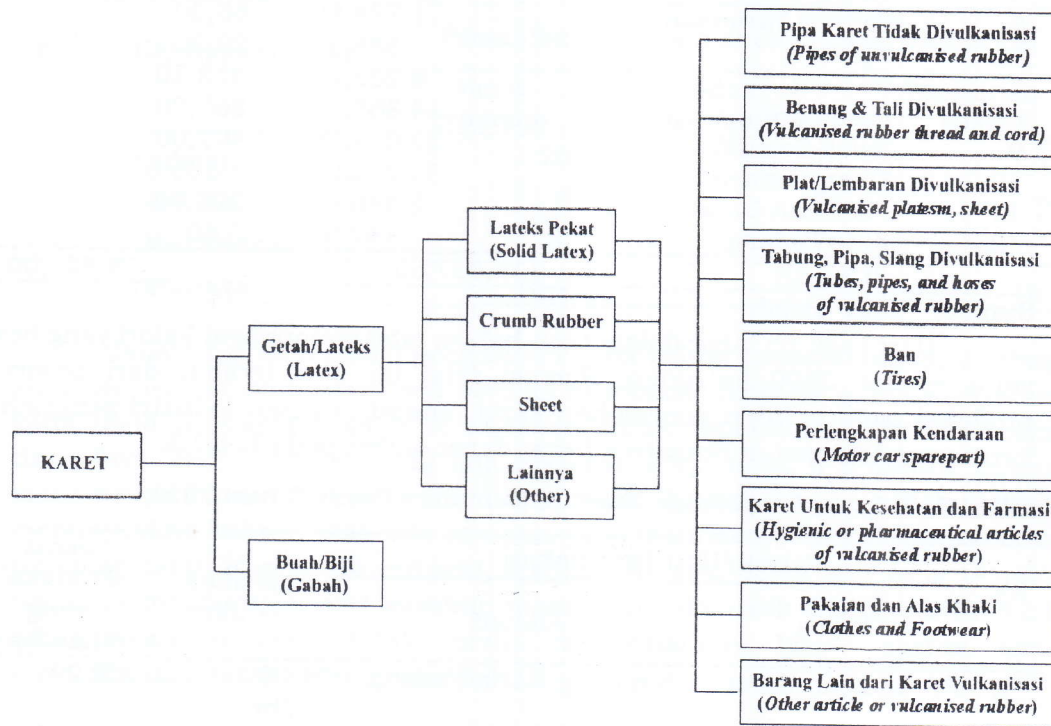 KARET
Getah/Lateks
(Latex)
Buah/Biji
(Gabah)
Lateks Pekat
(Solid Latex)
Crumb Rubber
Sheet
Lainnya
(Other)
Pipa Karet Tidak Divulkanisasi
(Pipes of unvulcanised rubber)
Benang & Tali Divulkanisasi
(Vulcanised rubber thread and cord)
Plat/Lembaran Divulkanisasi
(Vulcanised platesm, sheet)
Tabung, Pipa, Slang Divulkanisasi
(Tubes, pipes, and hoses
of vulcanised rubber)
Ban
(Tires)
Perlengkapan Kendaraan
(Motor car sparepart)
Karet Untuk Kesehatan dan Farmasi
(Hygienic or pharmaceutical articles
of vulcanised rubber)
Pakaian dan Alas Khaki
(Clothes and Footwear)
Barang Lain dari Karet Vulkanisasi
(Other article or vulcanised rubber)